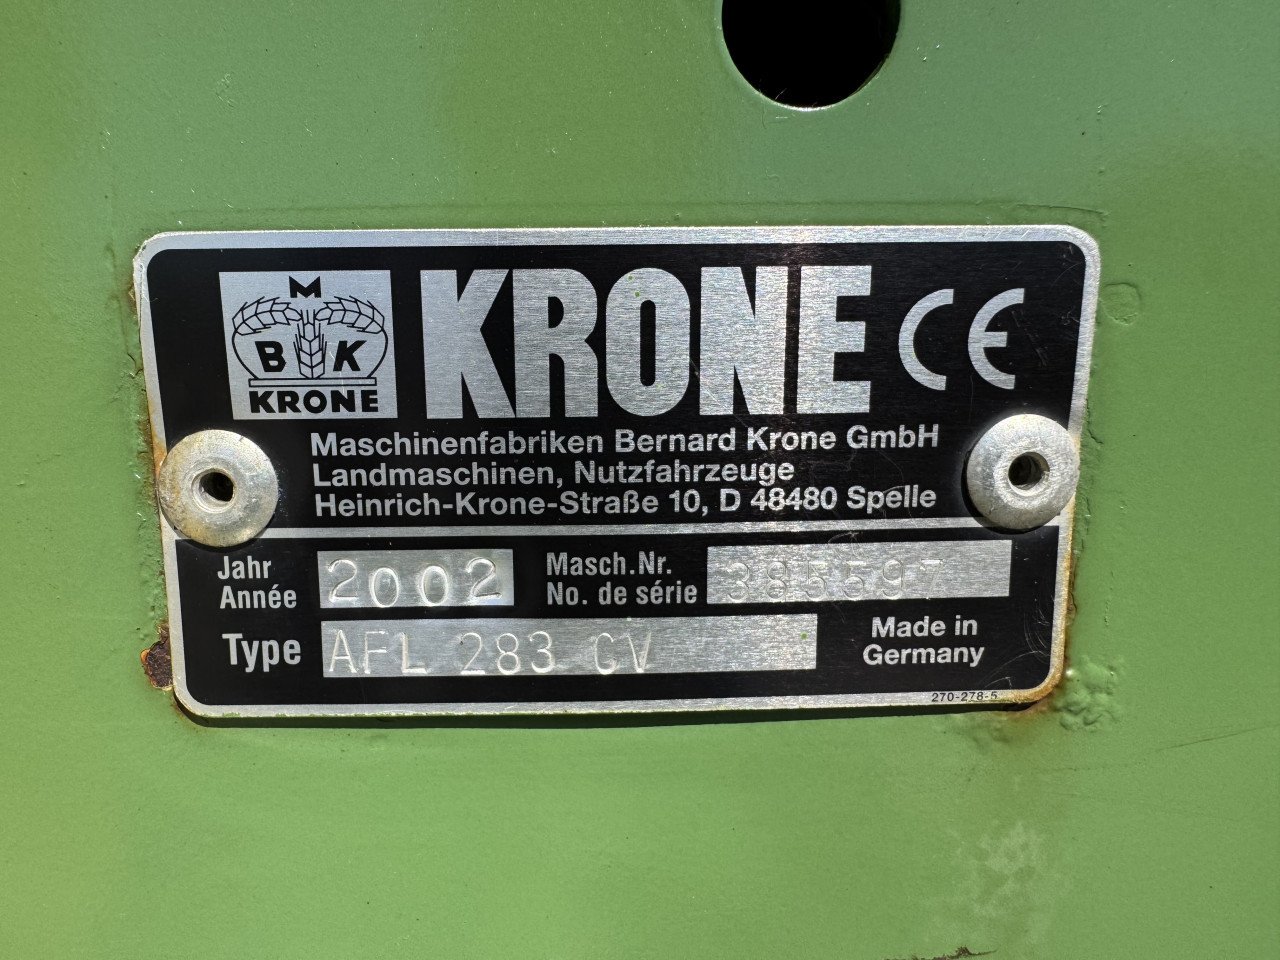 M
B K
KRONE
KRONE CE
Maschinenfabriken Bernard Krone GmbH
Landmaschinen, Nutzfahrzeuge
Heinrich-Krone-Straße 10, D 48480 Spelle
Jahr
Année
2002
Masch.Nr.
No. de série
385597
Type AFL 283 CV
Made in
Germany
270-278-5